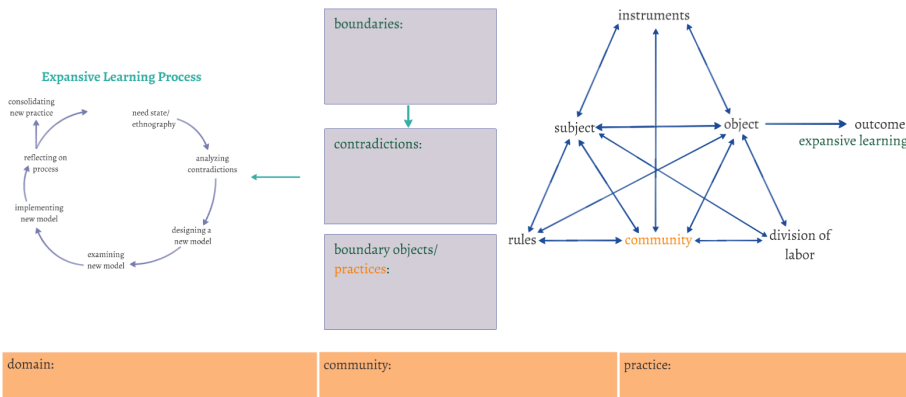 Expansive Learning Process
consolidating
new practice
need state/
ethnography
reflecting on
process
analyzing
contradictions
implementing
new model
designing a
new model
examining
new model
boundaries:
contradictions:
boundary objects/
practices:
instruments
subject
object
outcome
expansive learning
rules
community
division of
labor
domain:
community:
practice: